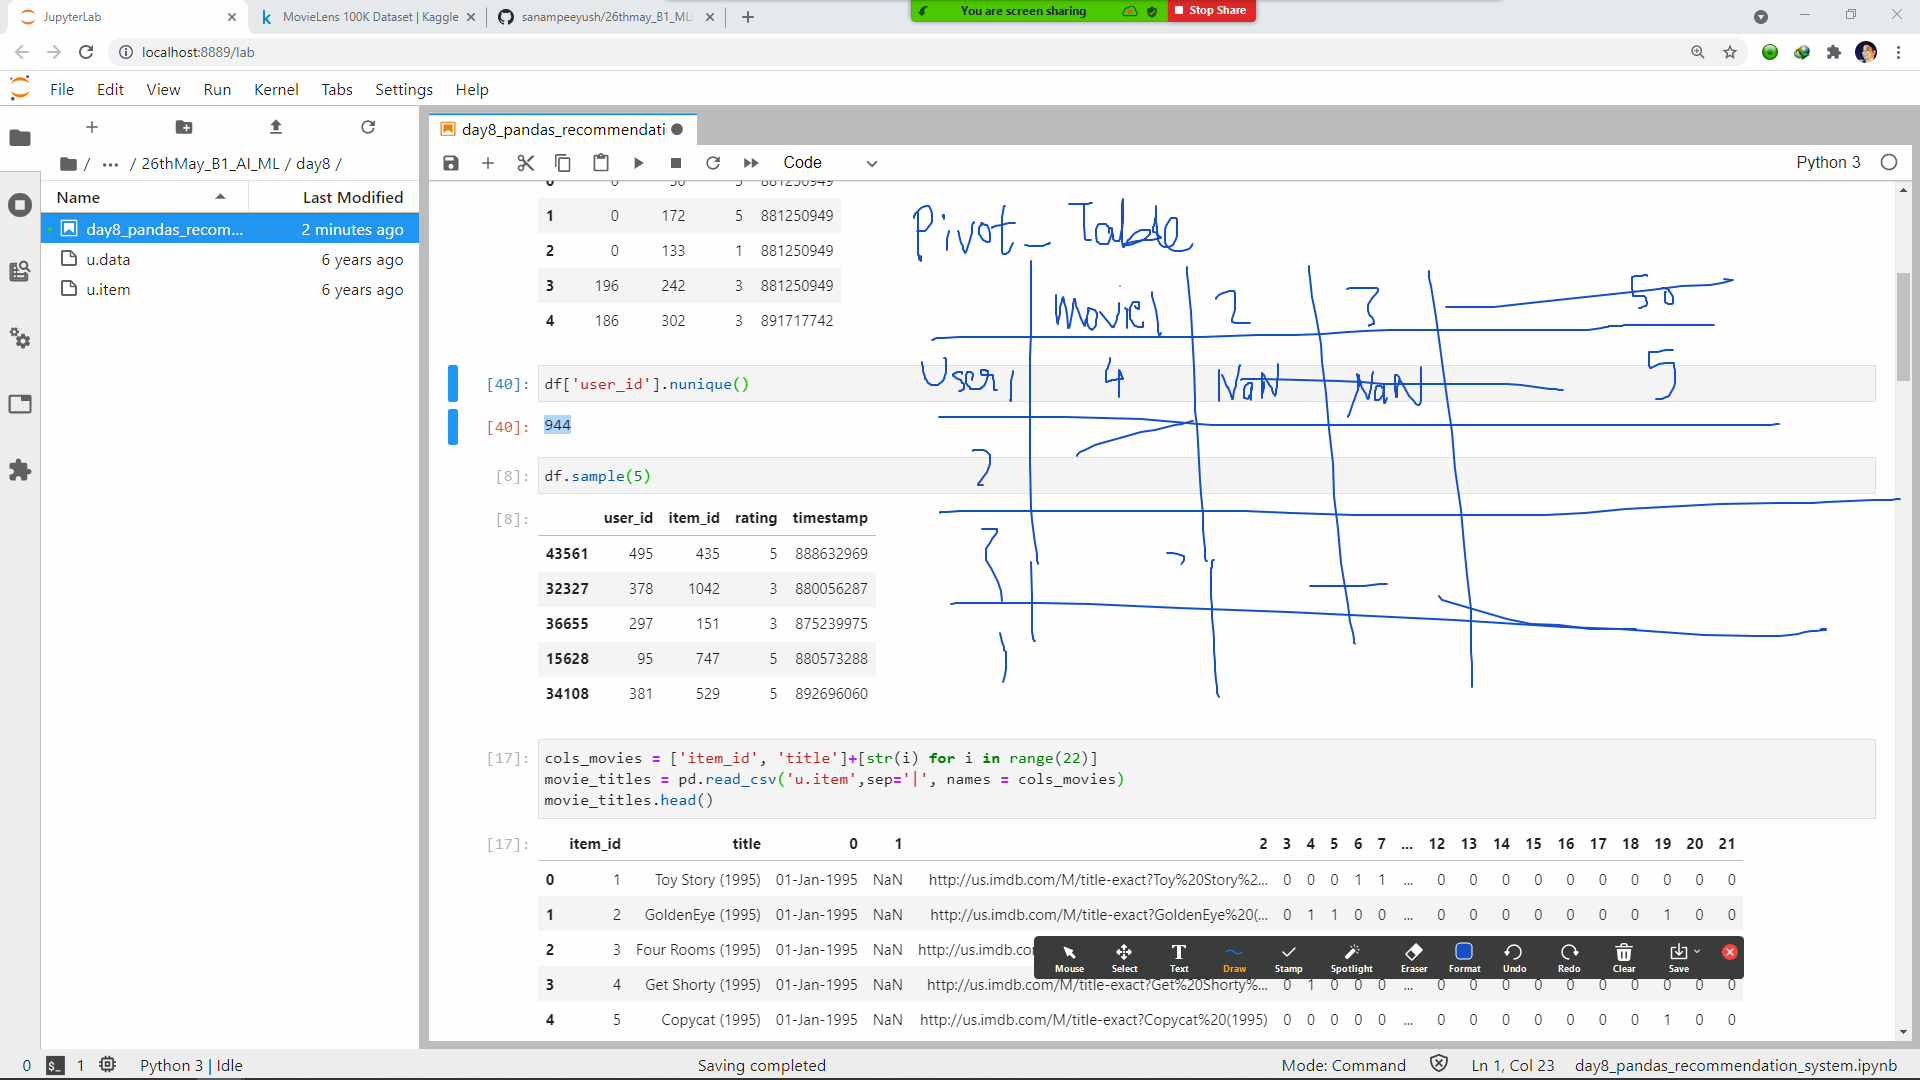 JupyterLab
MovieLens 100K Dataset | Kaggle
sanampeeyush/26thmay_B1_ML
You are screen sharing
Stop Share
localhost:8889/lab
File Edit View Run Kernel Tabs Settings Help
/ ... / 26thMay_B1_AI_ML / day8 /
Name Last Modified
day8_pandas_recom... 2 minutes ago
u.data 6 years ago
u.item 6 years ago
day8_pandas_recommendati
Code
Python 3
0 0 50 5 881250949
1 0 172 5 881250949
2 0 133 1 881250949
3 196 242 3 881250949
4 186 302 3 891717742
Pivot_Table
Movie1 2 3 50
User1 4 NaN NaN 5
2
3
[40]: df['user_id'].nunique()
[40]: 944
[8]: df.sample(5)
[8]:
user_id item_id rating timestamp
43561 495 435 5 888632969
32327 378 1042 3 880056287
36655 297 151 3 875239975
15628 95 747 5 880573288
34108 381 529 5 892696060
[17]: cols_movies = ['item_id', 'title']+[str(i) for i in range(22)]
movie_titles = pd.read_csv('u.item',sep='|', names = cols_movies)
movie_titles.head()
[17]: item_id title 0 1 2 3 4 5 6 7 ... 12 13 14 15 16 17 18 19 20 21
0 1 Toy Story (1995) 01-Jan-1995 NaN http://us.imdb.com/M/title-exact?Toy%20Story%2... 0 0 0 1 1 ... 0 0 0 0 0 0 0 0 0 0
1 2 GoldenEye (1995) 01-Jan-1995 NaN http://us.imdb.com/M/title-exact?GoldenEye%20(... 0 1 1 0 0 ... 0 0 0 0 0 0 0 1 0 0
2 3 Four Rooms (1995) 01-Jan-1995 NaN http://us.imdb.com
Mouse Select Text Draw Stamp Spotlight Eraser Format Undo Redo Clear Save
3 4 Get Shorty (1995) 01-Jan-1995 NaN http://us.imdb.com/M/title-exact?Get%20Shorty%... 0 1 0 0 0 ... 0 0 0 0 0 0 0 0 0 0
4 5 Copycat (1995) 01-Jan-1995 NaN http://us.imdb.com/M/title-exact?Copycat%20(1995) 0 0 0 0 0 ... 0 0 0 0 0 0 0 1 0 0
0 $_ 1 Python 3 | Idle
Saving completed
Mode: Command
Ln 1, Col 23
day8_pandas_recommendation_system.ipynb